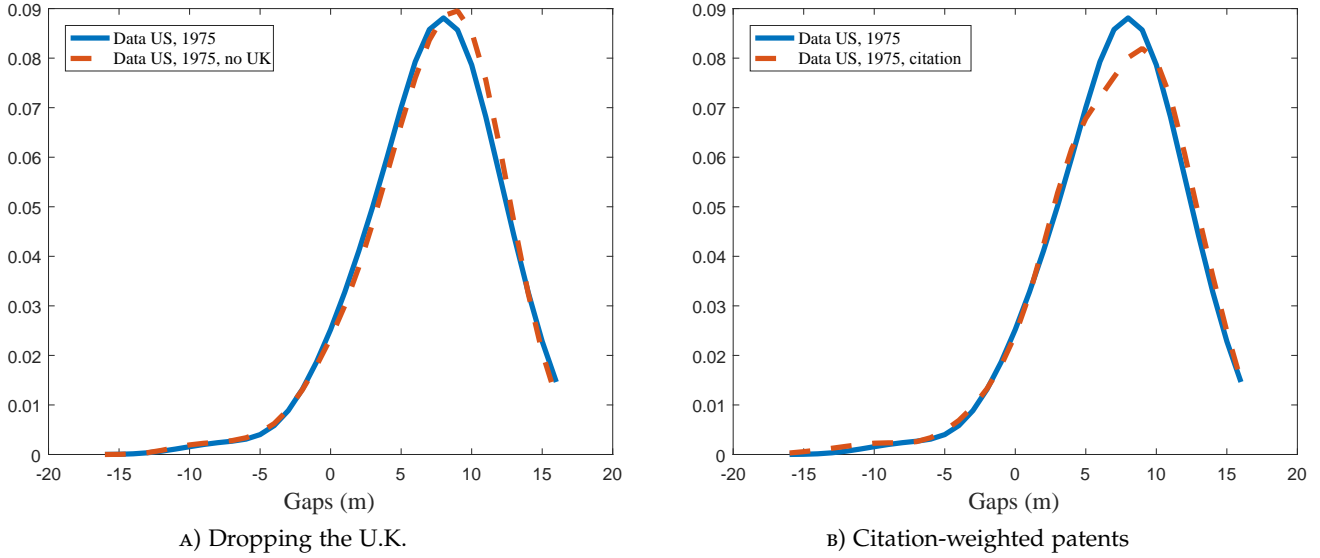 0.09
0.08
0.07
0.06
0.05
0.04
0.03
0.02
0.01
0
-20 -15 -10 -5 0 5 10 15 20
Data US, 1975
Data US, 1975, no UK
Gaps (m)
A) Dropping the U.K.
0.09
0.08
0.07
0.06
0.05
0.04
0.03
0.02
0.01
0
-20 -15 -10 -5 0 5 10 15 20
Data US, 1975
Data US, 1975, citation
Gaps (m)
B) Citation-weighted patents